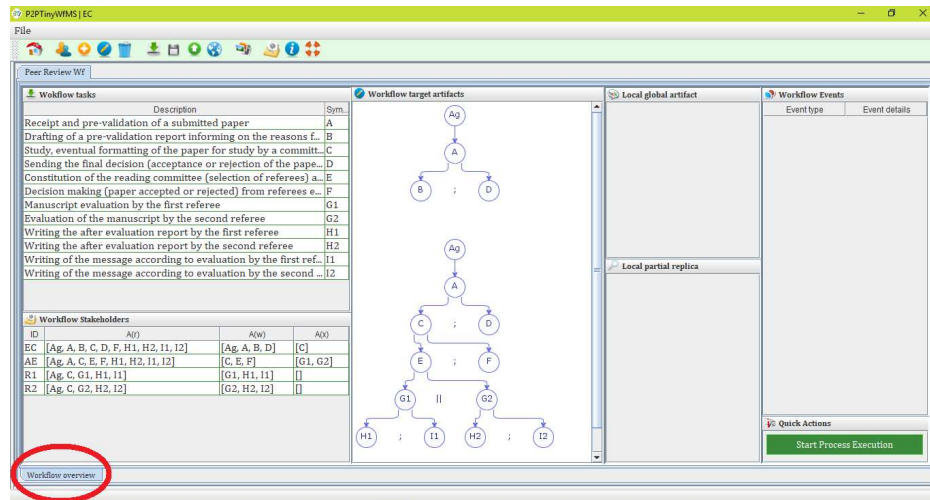 P2PTinyWfMS | EC
File
Peer Review Wf
Wokflow tasks
Description Sym...
Receipt and pre-validation of a submitted paper A
Drafting of a pre-validation report informing on the reasons f... B
Study, eventual formatting of the paper for study by a committ... C
Sending the final decision (acceptance or rejection of the pape... D
Constitution of the reading committee (selection of referees) a... E
Decision making (paper accepted or rejected) from referees e... F
Manuscript evaluation by the first referee G1
Evaluation of the manuscript by the second referee G2
Writing the after evaluation report by the first referee H1
Writing the after evaluation report by the second referee H2
Writing of the message according to evaluation by the first ref... I1
Writing of the message according to evaluation by the second ... I2
Workflow Stakeholders
ID A(r) A(w) A(x)
EC [Ag, A, B, C, D, F, H1, H2, I1, I2] [Ag, A, B, D] [C]
AE [Ag, A, C, E, F, H1, H2, I1, I2] [C, E, F] [G1, G2]
R1 [Ag, C, G1, H1, I1] [G1, H1, I1] []
R2 [Ag, C, G2, H2, I2] [G2, H2, I2] []
Workflow target artifacts
Ag
A
B ; D
Ag
A
C ; D
E ; F
G1 || G2
H1 ; I1 H2 ; I2
Local global artifact
Local partial replica
Workflow Events
Event type Event details
Quick Actions
Start Process Execution
Workflow overview